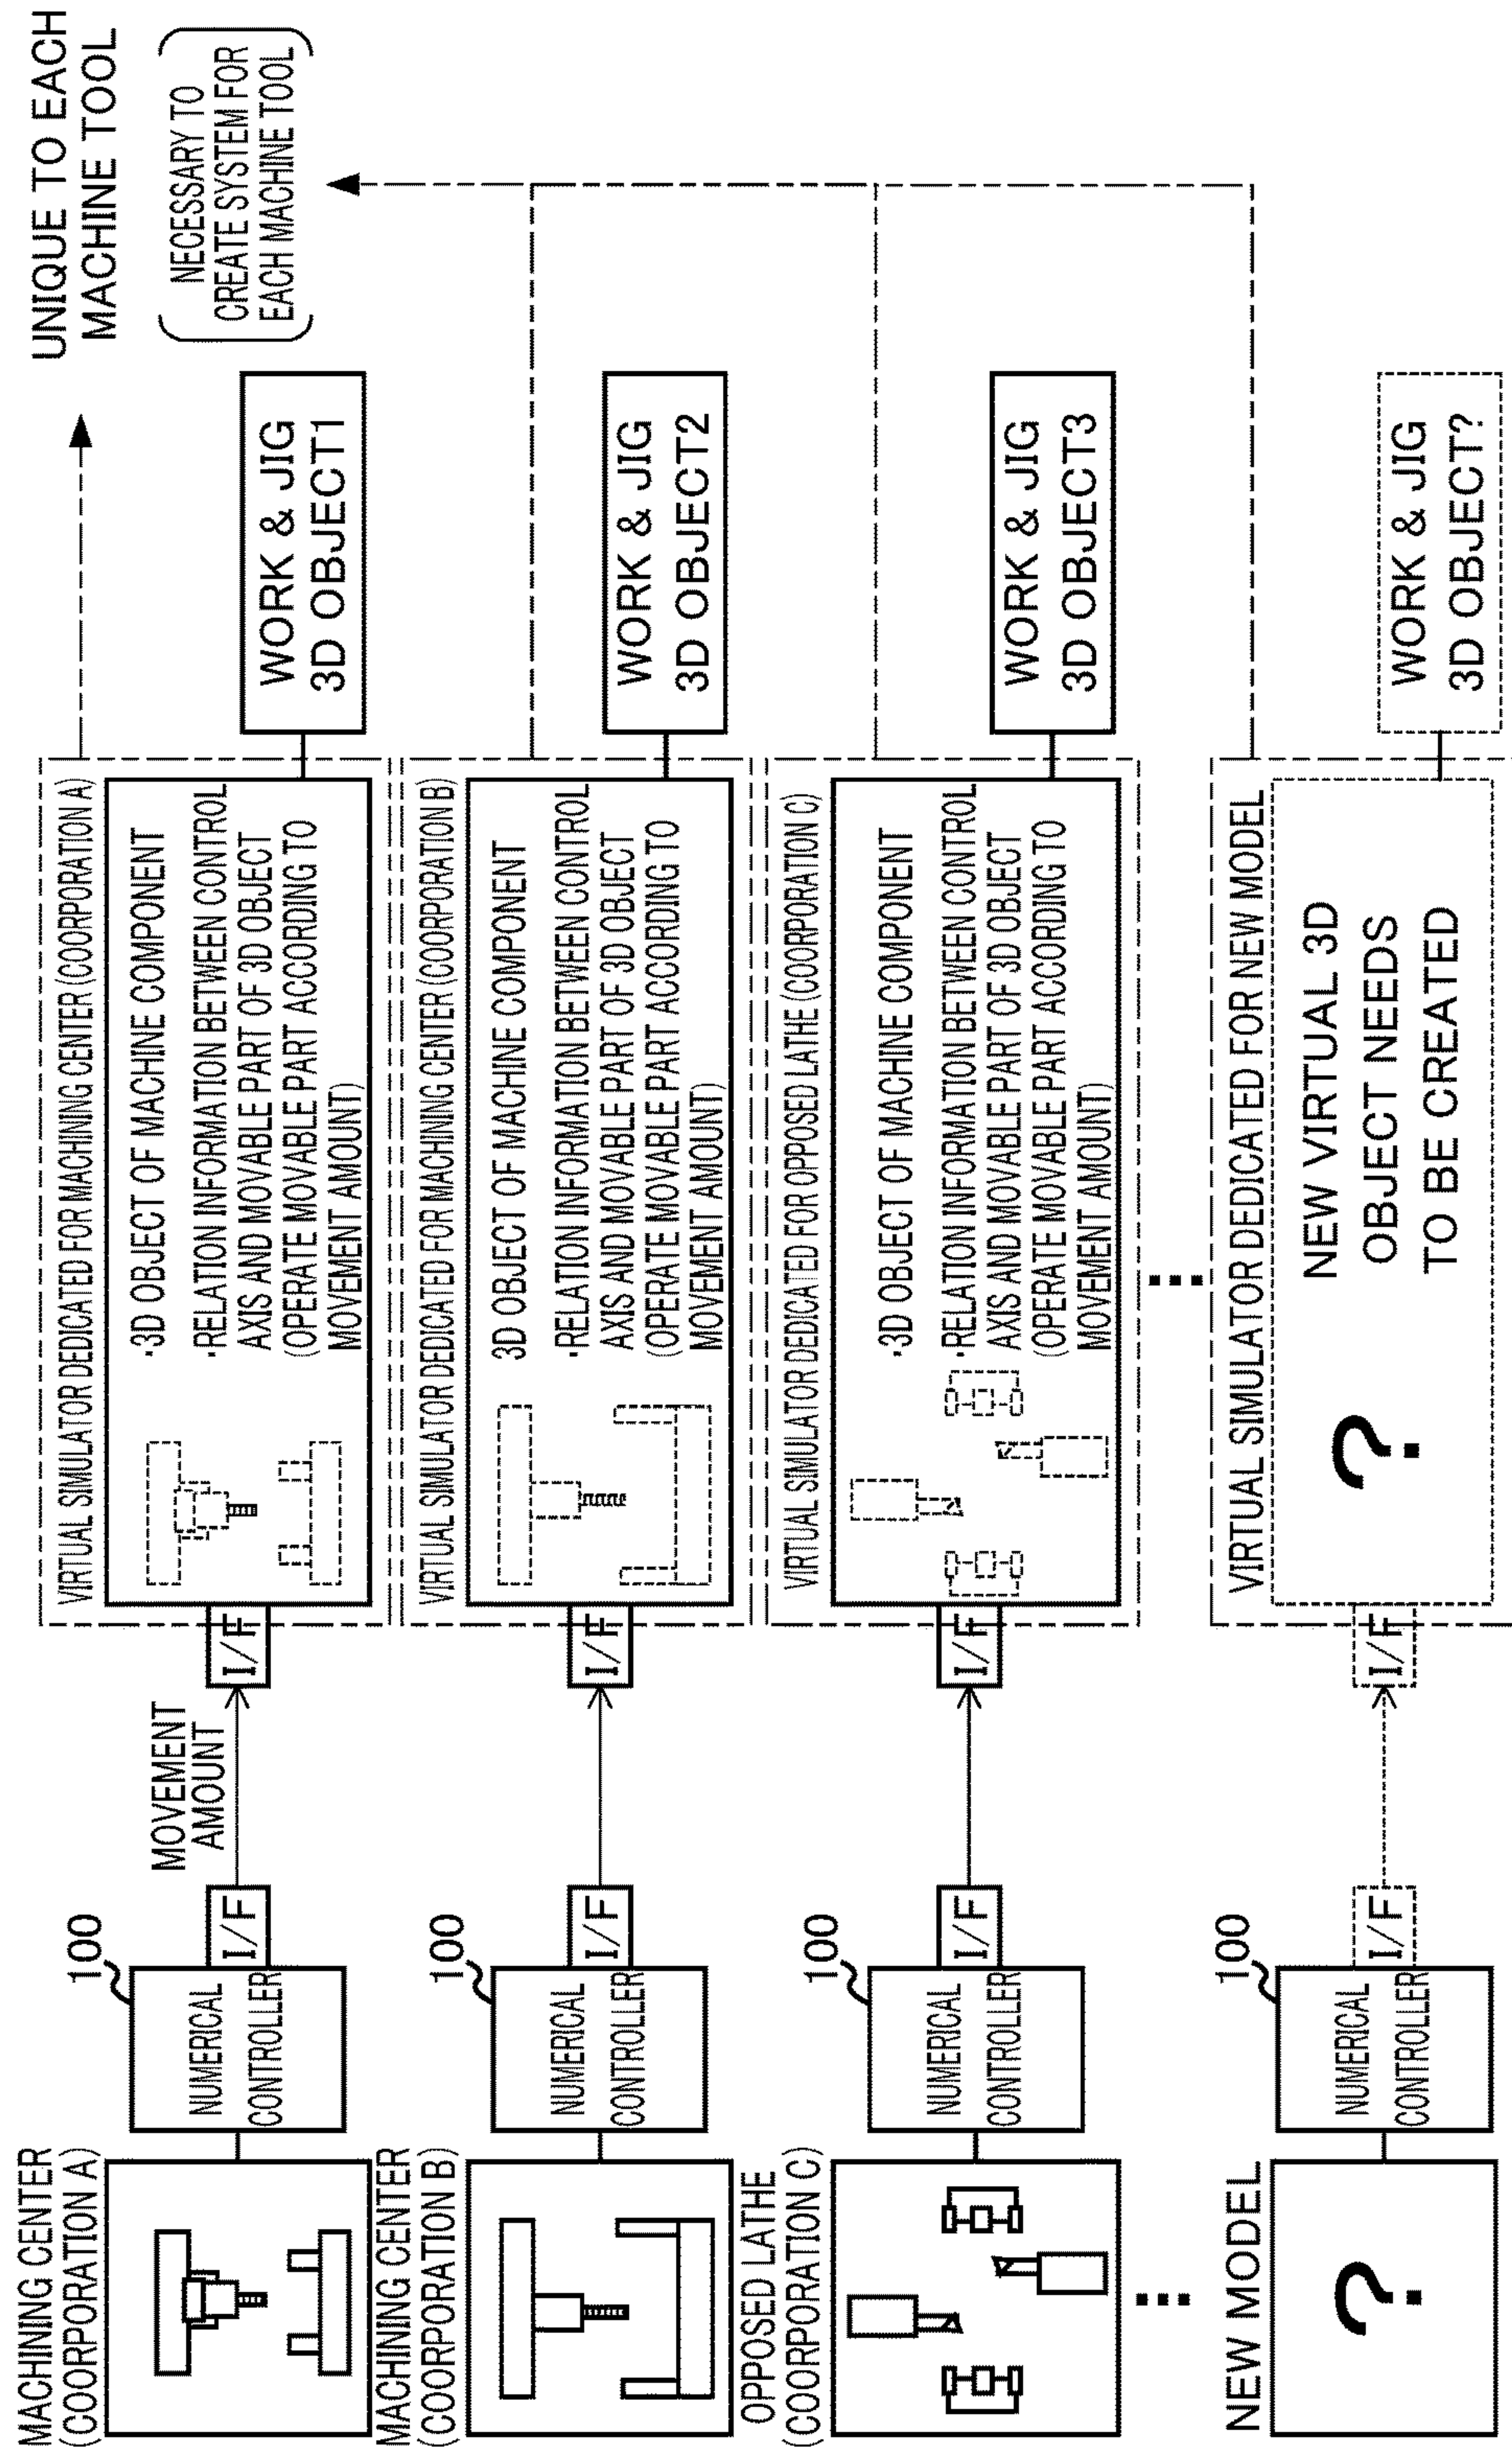 UNIQUE TO EACH
MACHINE TOOL
NECESSARY TO
CREATE SYSTEM FOR
EACH MACHINE TOOL
MACHINING CENTER
(COORPORATION A)
100
NUMERICAL
CONTROLLER
I/F
MOVEMENT
AMOUNT
I/F
VIRTUAL SIMULATOR DEDICATED FOR MACHINING CENTER (COORPORATION A)
·3D OBJECT OF MACHINE COMPONENT
·RELATION INFORMATION BETWEEN CONTROL
AXIS AND MOVABLE PART OF 3D OBJECT
(OPERATE MOVABLE PART ACCORDING TO
MOVEMENT AMOUNT)
WORK & JIG
3D OBJECT1
MACHINING CENTER
(COORPORATION B)
100
NUMERICAL
CONTROLLER
I/F
I/F
VIRTUAL SIMULATOR DEDICATED FOR MACHINING CENTER (COORPORATION B)
3D OBJECT OF MACHINE COMPONENT
·RELATION INFORMATION BETWEEN CONTROL
AXIS AND MOVABLE PART OF 3D OBJECT
(OPERATE MOVABLE PART ACCORDING TO
MOVEMENT AMOUNT)
WORK & JIG
3D OBJECT2
OPPOSED LATHE
(COORPORATION C)
100
NUMERICAL
CONTROLLER
I/F
I/F
VIRTUAL SIMULATOR DEDICATED FOR OPPOSED LATHE (COORPORATION C)
·3D OBJECT OF MACHINE COMPONENT
·RELATION INFORMATION BETWEEN CONTROL
AXIS AND MOVABLE PART OF 3D OBJECT
(OPERATE MOVABLE PART ACCORDING TO
MOVEMENT AMOUNT)
WORK & JIG
3D OBJECT3
NEW MODEL
?
100
NUMERICAL
CONTROLLER
I/F
I/F
VIRTUAL SIMULATOR DEDICATED FOR NEW MODEL
?
NEW VIRTUAL 3D
OBJECT NEEDS
TO BE CREATED
WORK & JIG
3D OBJECT?